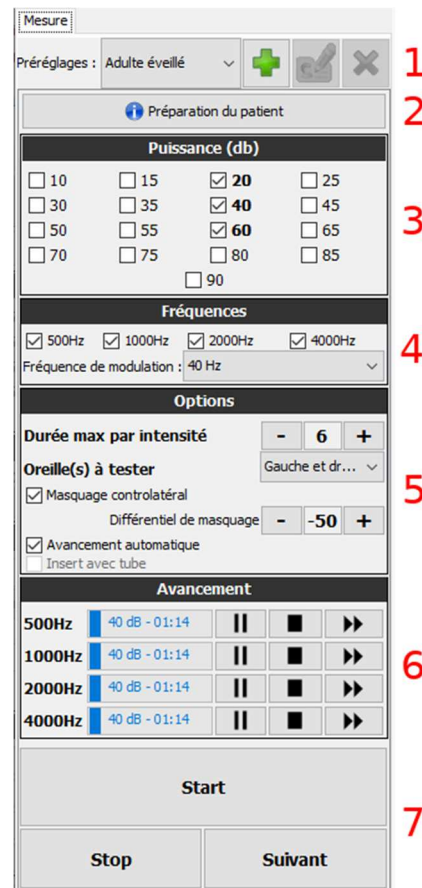 Mesure
Préréglages : Adulte éveillé 1
Préparation du patient 2
Puissance (db)
10 15 20 25
30 35 40 45
50 55 60 65
70 75 80 85
90
3
Fréquences
500Hz 1000Hz 2000Hz 4000Hz
Fréquence de modulation : 40 Hz
4
Options
Durée max par intensité - 6 +
Oreille(s) à tester Gauche et dr...
Masquage controlatéral
Différentiel de masquage - -50 +
Avancement automatique
Insert avec tube
5
Avancement
500Hz 40 dB - 01:14
1000Hz 40 dB - 01:14
2000Hz 40 dB - 01:14
4000Hz 40 dB - 01:14
6
Start
Stop Suivant
7